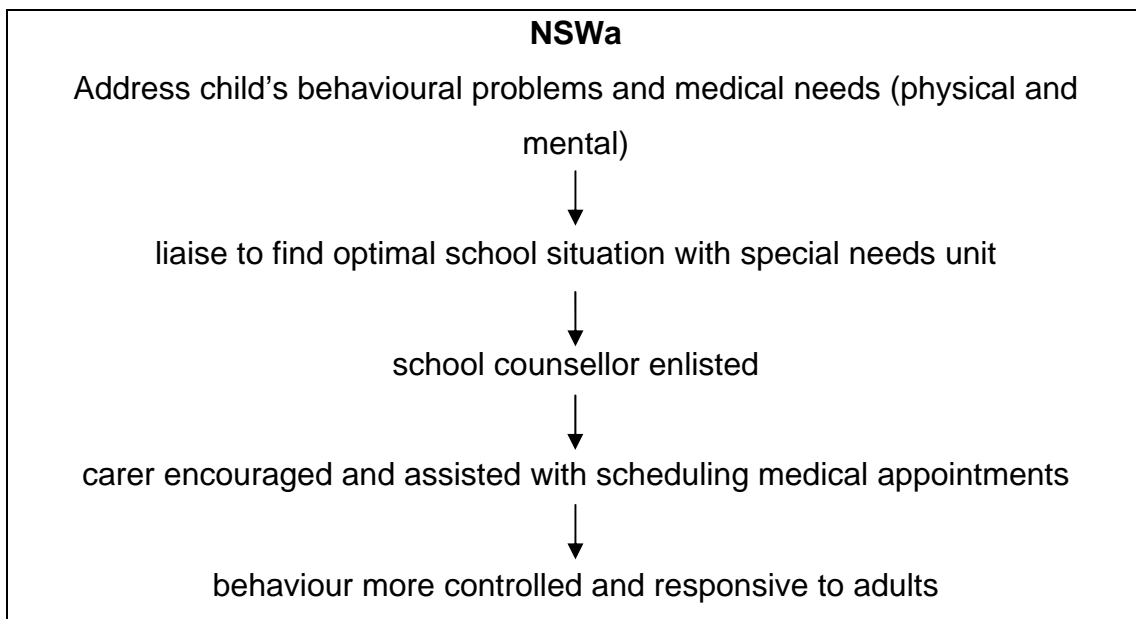 NSWa
Address child’s behavioural problems and medical needs (physical and
mental)
liaise to find optimal school situation with special needs unit
school counsellor enlisted
carer encouraged and assisted with scheduling medical appointments
behaviour more controlled and responsive to adults